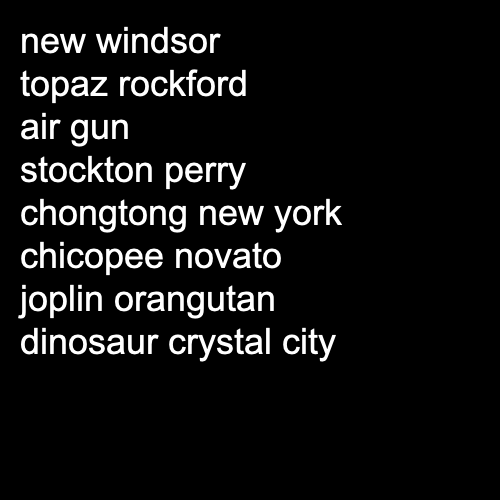 new windsor
topaz rockford
air gun
stockton perry
chongtong new york
chicopee novato
joplin orangutan
dinosaur crystal city